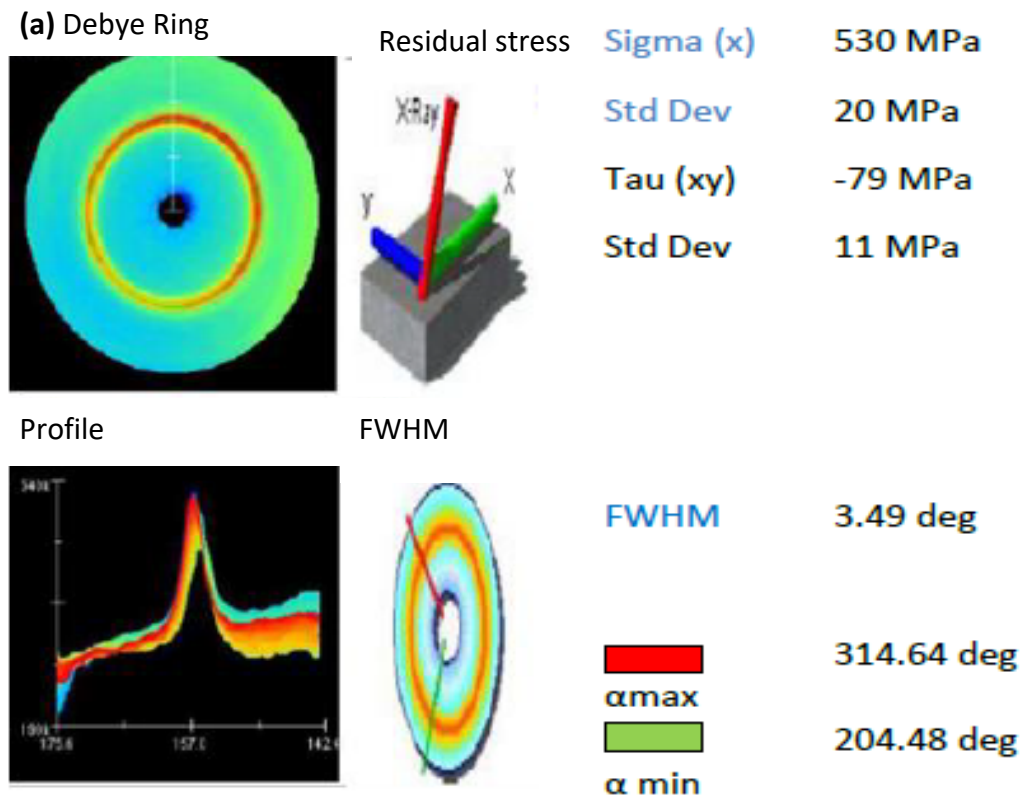 (a) Debye Ring
Residual stress
X-Ray
X
y
Sigma (x) 530 MPa
Std Dev 20 MPa
Tau (xy) -79 MPa
Std Dev 11 MPa
Profile
FWHM
175.6 157.0
FWHM 3.49 deg
314.64 deg
αmax
204.48 deg
α min